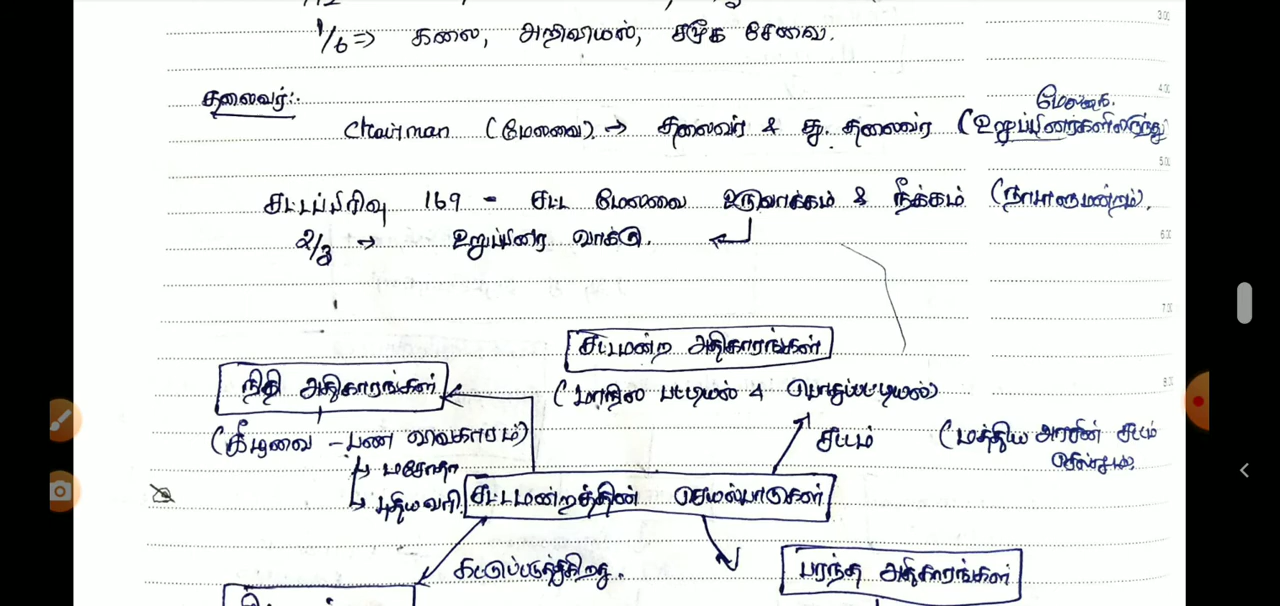 1/6 => கலை, அறிவியல், சமூக சேவை.
தலைவர்:-
மேலவை.
Chairman (மேலவை) → தலைவர் & து. தலைவர் (உறுப்பினர்களிலிருந்து
சட்டப்பிரிவு 169 - சட்ட மேலவை உருவாக்கம் & நீக்கம் (நாடாளுமன்றம்).
2/3 → உறுப்பினர் வாக்கு.
சட்டமன்ற அதிகாரங்கள்
நிதி அதிகாரங்கள்
(மாநில பட்டியல் & பொதுப்பட்டியல்)
(கீழவை - பண விவகாரம்)
சட்டம் (மத்திய அரசின் சட்டம்
செல்லும்.
மசோதா
புதியவரி
சட்டமன்றத்தின் செயல்பாடுகள்
கட்டுப்படுத்துகிறது.
பரந்த அதிகாரங்கள்